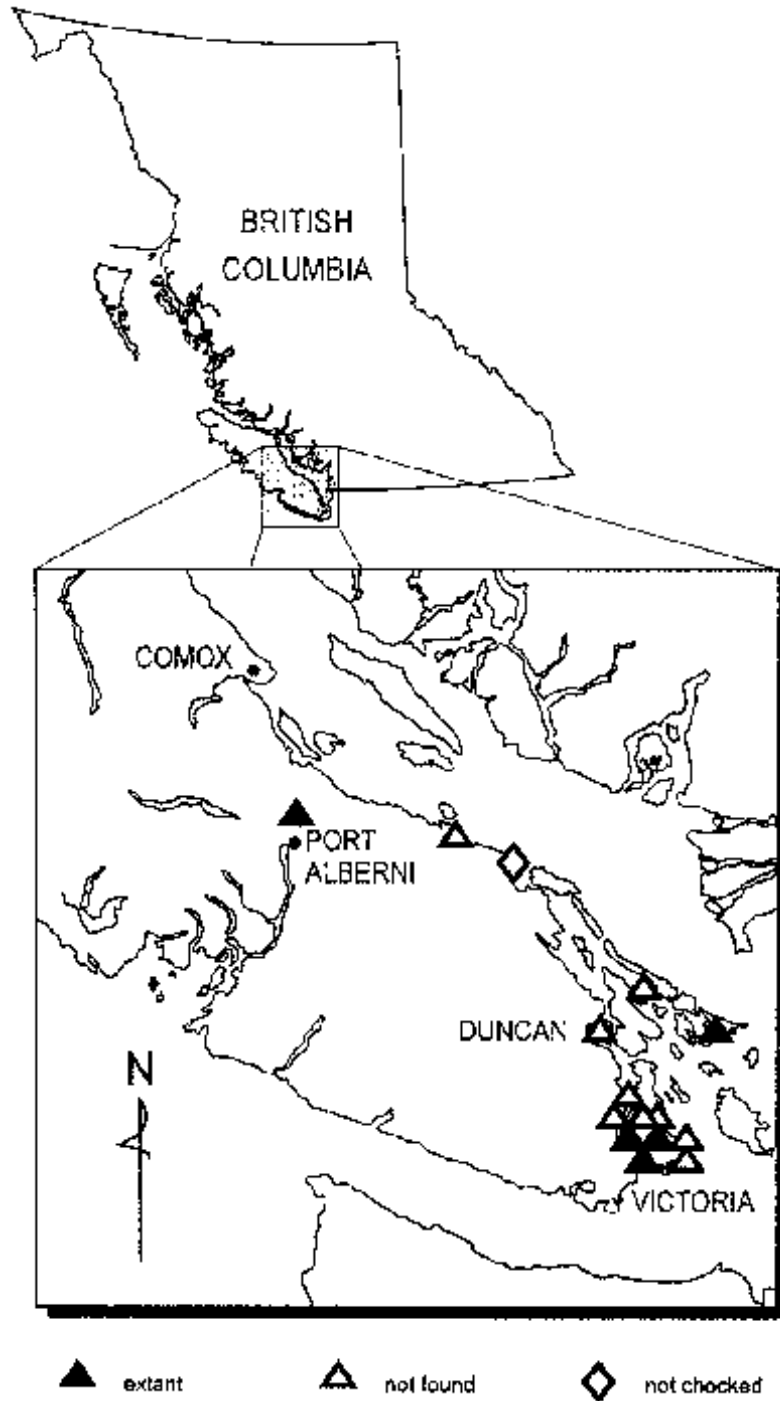 BRITISH
COLUMBIA
COMOX
PORT
ALBERNI
DUNCAN
N
VICTORIA
extant
not found
not chocked